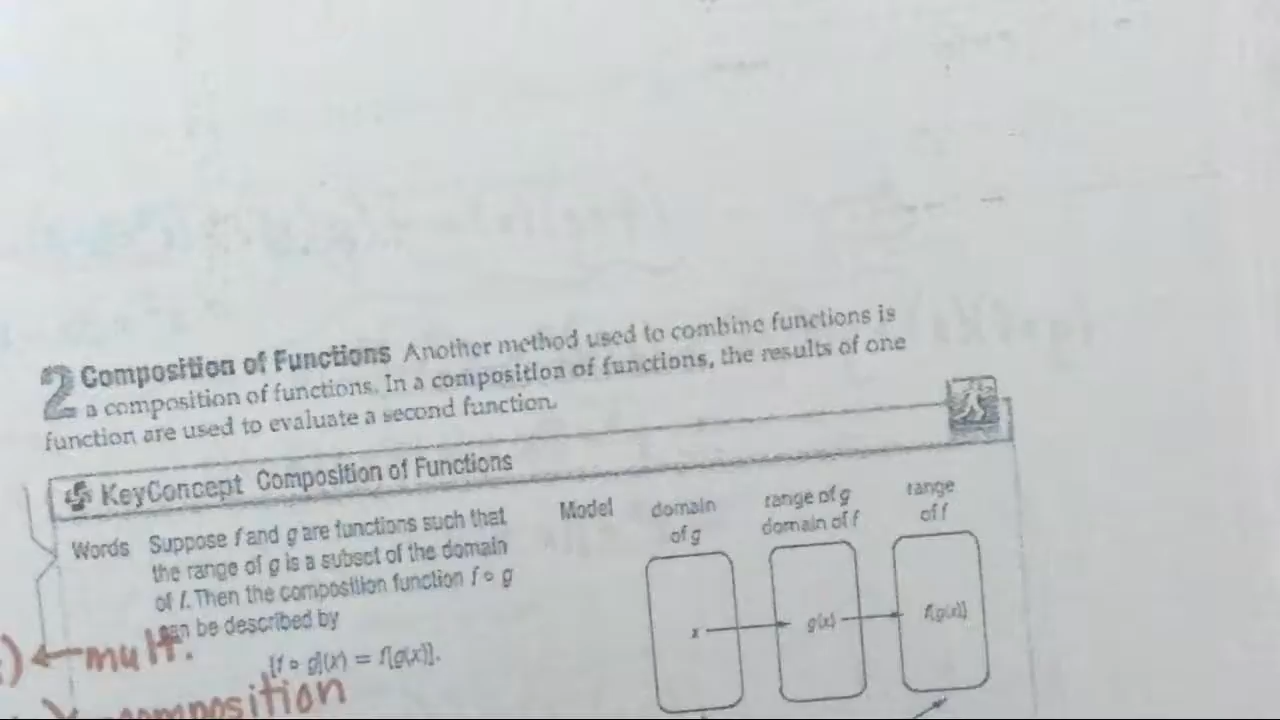 2 Composition of Functions Another method used to combine functions is
a composition of functions. In a composition of functions, the results of one
function are used to evaluate a second function.
KeyConcept Composition of Functions
Words Suppose f and g are functions such that
the range of g is a subset of the domain
of f. Then the composition function f ∘ g
can be described by
[f ∘ g](x) = f[g(x)].
Model
domain
of g
range of g
domain of f
range
of f
x
g(x)
f[g(x)]
) ← mult.
composition